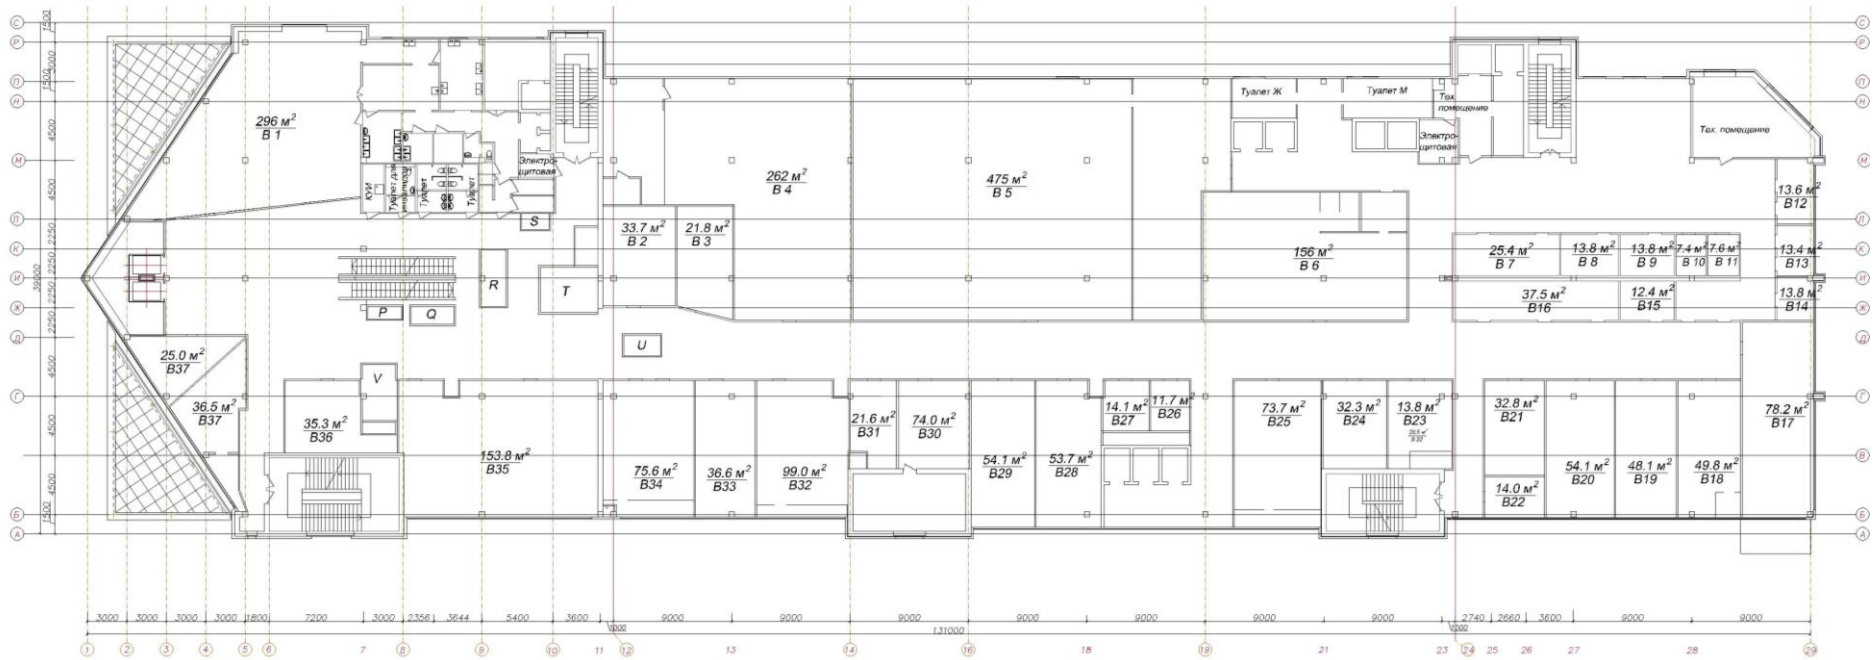 С
Р
П
Н
М
Л
К
И
Ж
Д
Г
В
Б
А
С
Р
П
Н
М
Л
К
И
Ж
Д
Г
В
Б
А
1500
1500
4500
4500
2250
2250
2250
2250
4500
4500
4500
1500
39000
296 м²
В 1
КУИ
Туалет
Туалет
Электро-
щитовая
S
R
T
P
Q
U
V
33.7 м²
В 2
21.8 м²
В 3
262 м²
В 4
475 м²
В 5
Туалет Ж
Туалет М
Тех.
помещение
Электро-
щитовая
Тех. помещение
156 м²
В 6
25.4 м²
В 7
13.8 м²
В 8
13.8 м²
В 9
7.4 м²
В 10
7.6 м²
В 11
13.6 м²
В12
13.4 м²
В13
13.8 м²
В14
37.5 м²
В16
12.4 м²
В15
25.0 м²
В37
36.5 м²
В37
35.3 м²
В36
153.8 м²
В35
75.6 м²
В34
36.6 м²
В33
99.0 м²
В32
21.6 м²
В31
74.0 м²
В30
54.1 м²
В29
53.7 м²
В28
14.1 м²
В27
11.7 м²
В26
73.7 м²
В25
32.3 м²
В24
13.8 м²
В23
32.8 м²
В21
14.0 м²
В22
54.1 м²
В20
48.1 м²
В19
49.8 м²
В18
78.2 м²
В17
3000 3000 3000 3000 1800 7200 3000 2356 3644 5400 3600 9000 9000 9000 9000 9000 9000 9000 2740 2660 3600 9000 9000
1000 131000 1000
1 2 3 4 5 6 7 8 9 10 11 12 13 14 16 18 19 21 23 24 25 26 27 28 29